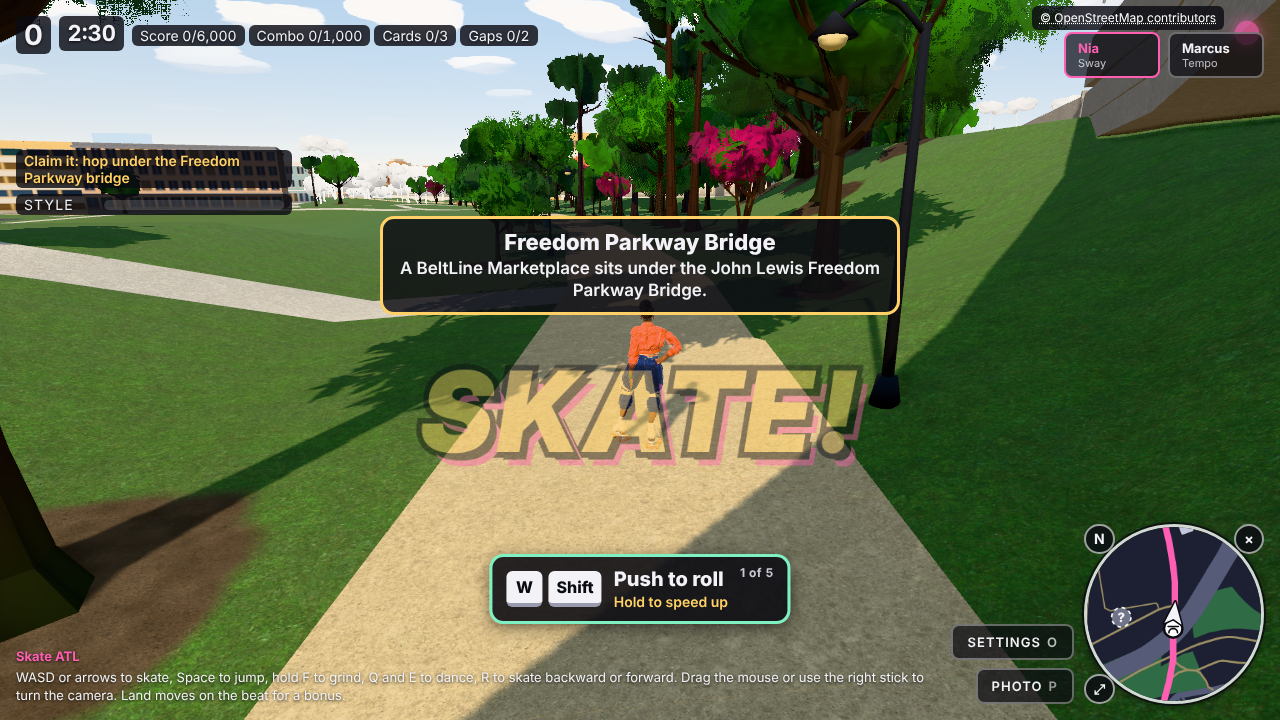 0
2:30
Score 0/6,000
Combo 0/1,000
Cards 0/3
Gaps 0/2
© OpenStreetMap contributors
Nia
Sway
Marcus
Tempo
Claim it: hop under the Freedom
Parkway bridge
STYLE
Freedom Parkway Bridge
A BeltLine Marketplace sits under the John Lewis Freedom
Parkway Bridge.
SKATE!
W
Shift
Push to roll
1 of 5
Hold to speed up
N
×
?
SETTINGS O
PHOTO P
Skate ATL
WASD or arrows to skate, Space to jump, hold F to grind, Q and E to dance, R to skate backward or forward. Drag the mouse or use the right stick to
turn the camera. Land moves on the beat for a bonus.